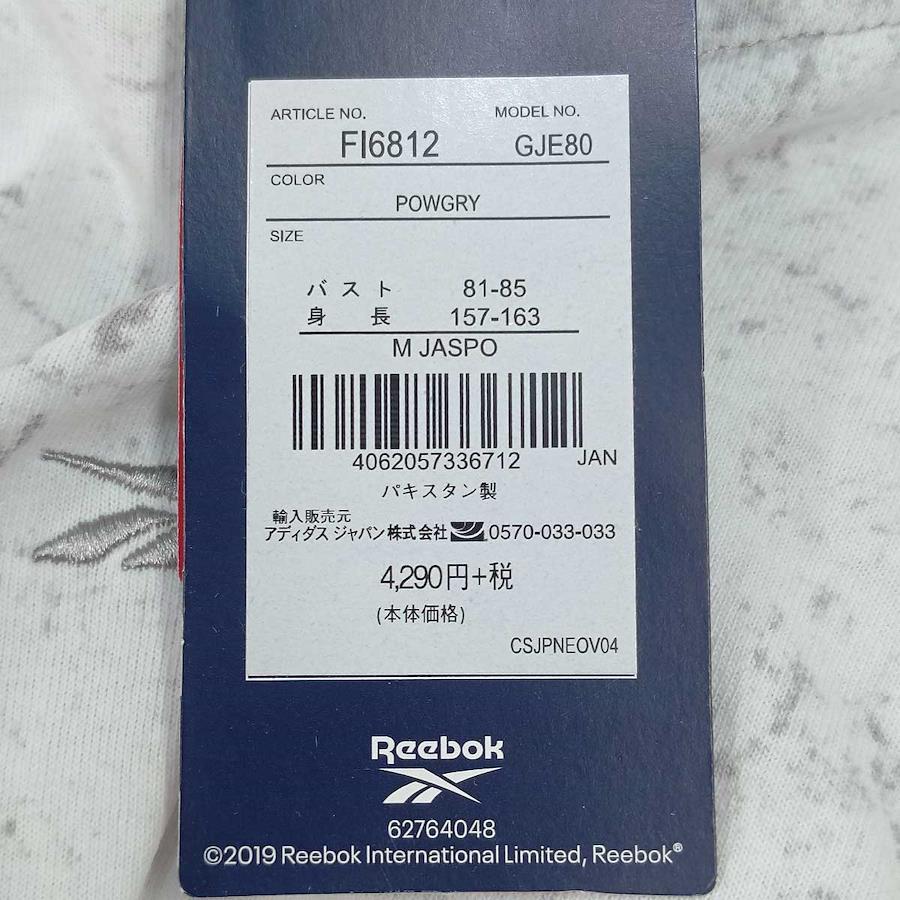 ARTICLE NO. MODEL NO.
FI6812 GJE80
COLOR
POWGRY
SIZE
バスト 81-85
身長 157-163
M JASPO
4062057336712 JAN
パキスタン製
輸入販売元
アディダス ジャパン株式会社 0570-033-033
4,290円+税
(本体価格)
CSJPNEOV04
Reebok
62764048
©2019 Reebok International Limited, Reebok®